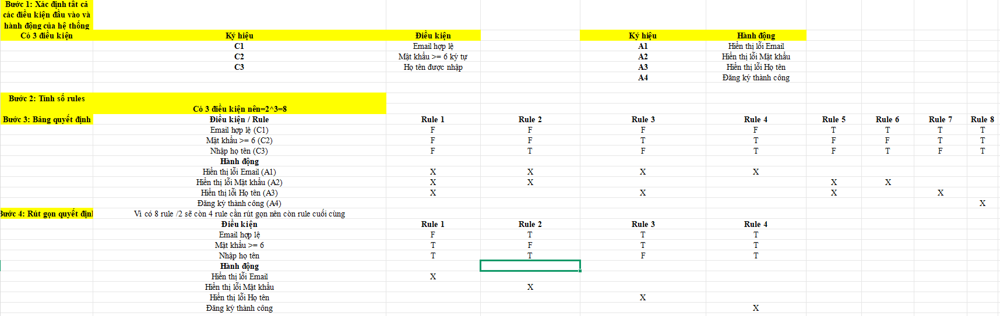 Bước 1: Xác định tất cả
các điều kiện đầu vào và
hành động của hệ thống
Có 3 điều kiện Ký hiệu Điều kiện Ký hiệu Hành động
C1 Email hợp lệ A1 Hiển thị lỗi Email
C2 Mật khẩu >= 6 ký tự A2 Hiển thị lỗi Mật khẩu
C3 Họ tên được nhập A3 Hiển thị lỗi Họ tên
A4 Đăng ký thành công
Bước 2: Tính số rules
Có 3 điều kiện nên=2^3=8
Bước 3: Bảng quyết định Điều kiện / Rule Rule 1 Rule 2 Rule 3 Rule 4 Rule 5 Rule 6 Rule 7 Rule 8
Email hợp lệ (C1) F F F F T T T T
Mật khẩu >= 6 (C2) F F T T F F T T
Nhập họ tên (C3) F T F T F T F T
Hành động
Hiển thị lỗi Email (A1) X X X X
Hiển thị lỗi Mật khẩu (A2) X X X X
Hiển thị lỗi Họ tên (A3) X X X X
Đăng ký thành công (A4) X
Bước 4: Rút gọn quyết định Vì có 8 rule /2 sẽ còn 4 rule cần rút gọn nên còn rule cuối cùng
Điều kiện Rule 1 Rule 2 Rule 3 Rule 4
Email hợp lệ F T T T
Mật khẩu >= 6 T F T T
Nhập họ tên T T F T
Hành động
Hiển thị lỗi Email X
Hiển thị lỗi Mật khẩu X
Hiển thị lỗi Họ tên X
Đăng ký thành công X